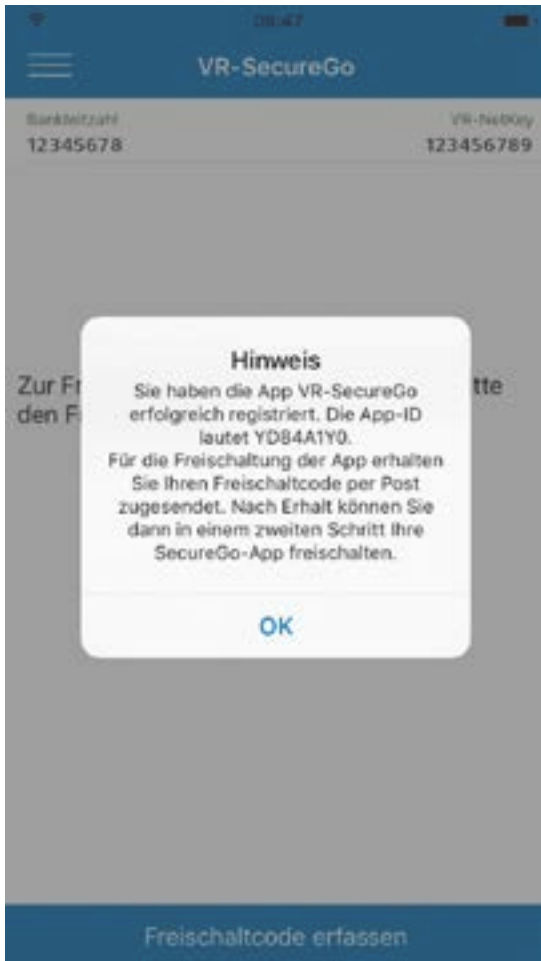 09:47
VR-SecureGo
Bankleitzahl VR-NetKey
12345678 123456789
Hinweis
Sie haben die App VR-SecureGo
erfolgreich registriert. Die App-ID
lautet YD84A1Y0.
Für die Freischaltung der App erhalten
Sie Ihren Freischaltcode per Post
zugesendet. Nach Erhalt können Sie
dann in einem zweiten Schritt Ihre
SecureGo-App freischalten.
Zur Fr tte
den F
OK
Freischaltcode erfassen